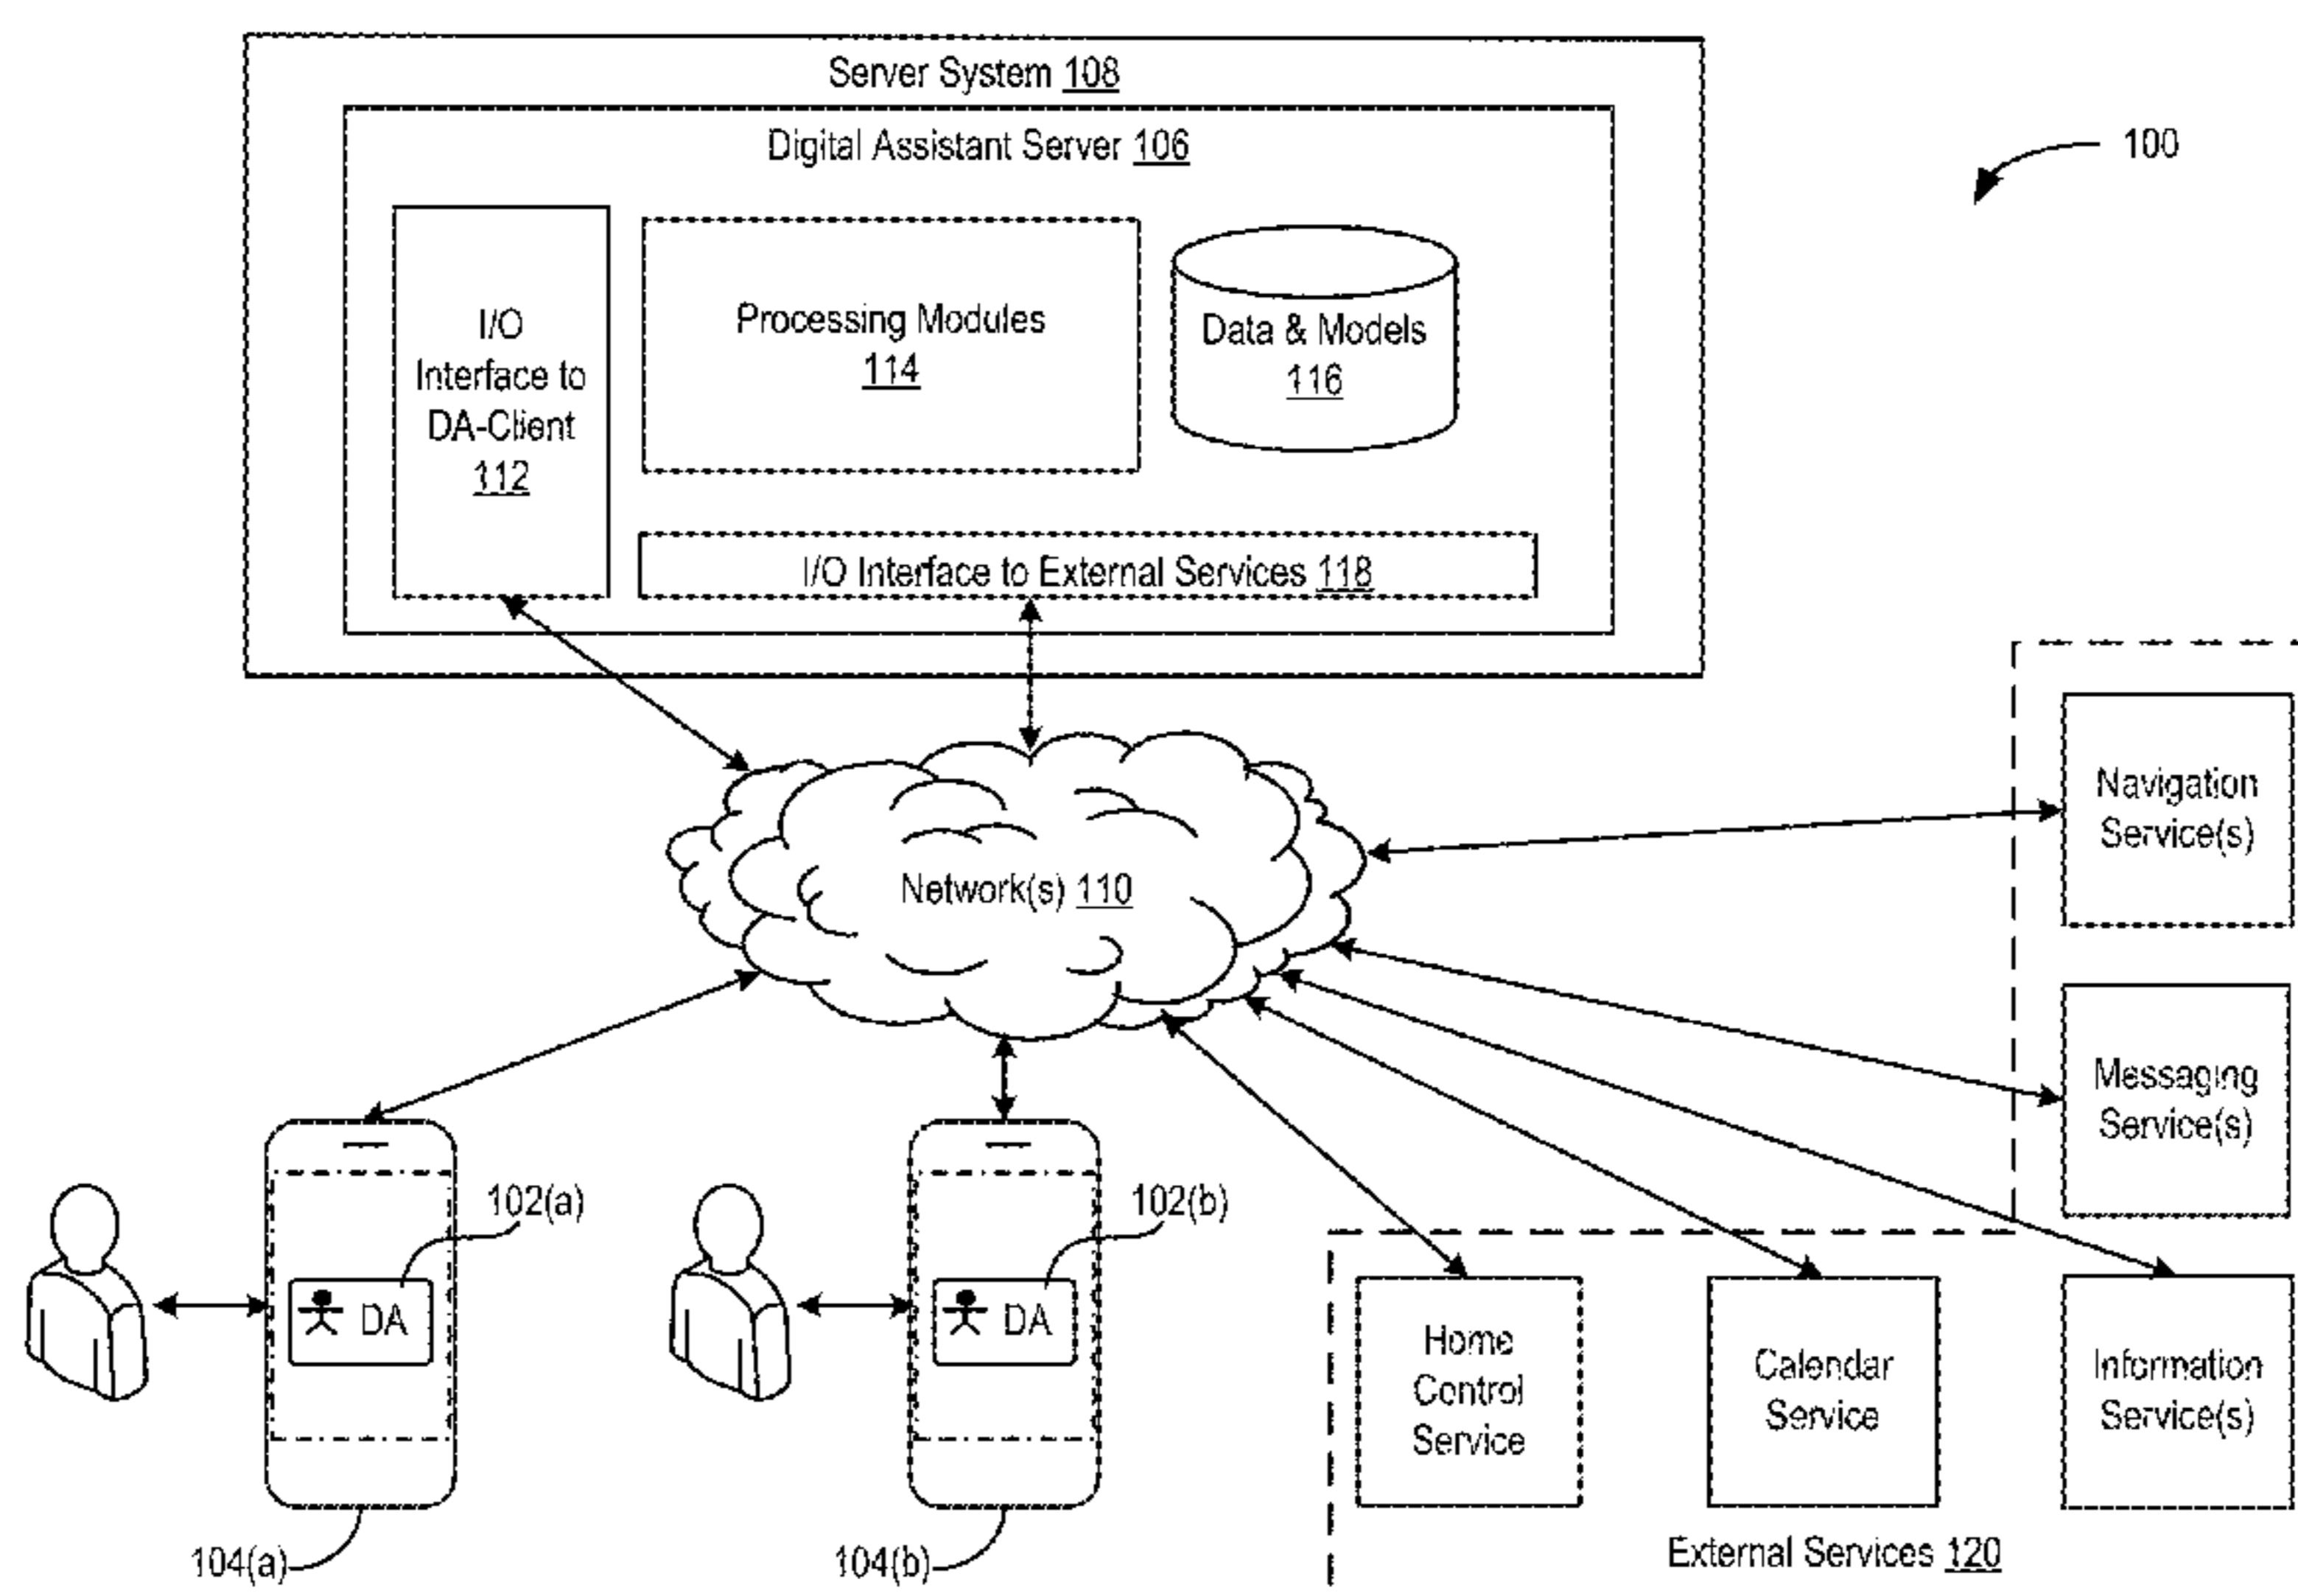 Server System 108
Digital Assistant Server 106
100
I/O
Interface to
DA-Client
112
Processing Modules
114
Data & Models
116
I/O Interface to External Services 118
Network(s) 110
Navigation
Service(s)
Messaging
Service(s)
102(a)
DA
104(a)
102(b)
DA
104(b)
Home
Control
Service
Calendar
Service
Information
Service(s)
External Services 120